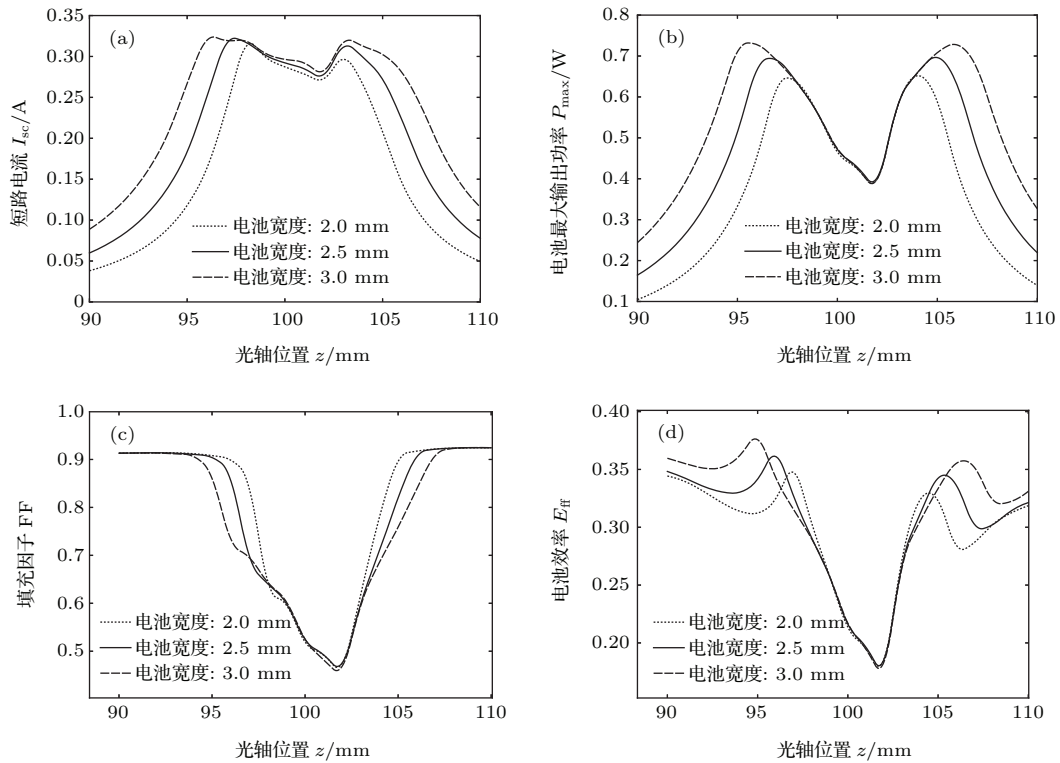 (a)
0.35
0.30
0.25
0.20
0.15
0.10
0.05
0
短路电流 Isc/A
电池宽度: 2.0 mm
电池宽度: 2.5 mm
电池宽度: 3.0 mm
90 95 100 105 110
光轴位置 z/mm
(b)
0.8
0.7
0.6
0.5
0.4
0.3
0.2
0.1
电池最大输出功率 Pmax/W
电池宽度: 2.0 mm
电池宽度: 2.5 mm
电池宽度: 3.0 mm
90 95 100 105 110
光轴位置 z/mm
(c)
1.0
0.9
0.8
0.7
0.6
0.5
填充因子 FF
电池宽度: 2.0 mm
电池宽度: 2.5 mm
电池宽度: 3.0 mm
90 95 100 105 110
光轴位置 z/mm
(d)
0.40
0.35
0.30
0.25
0.20
电池效率 Eff
电池宽度: 2.0 mm
电池宽度: 2.5 mm
电池宽度: 3.0 mm
90 95 100 105 110
光轴位置 z/mm